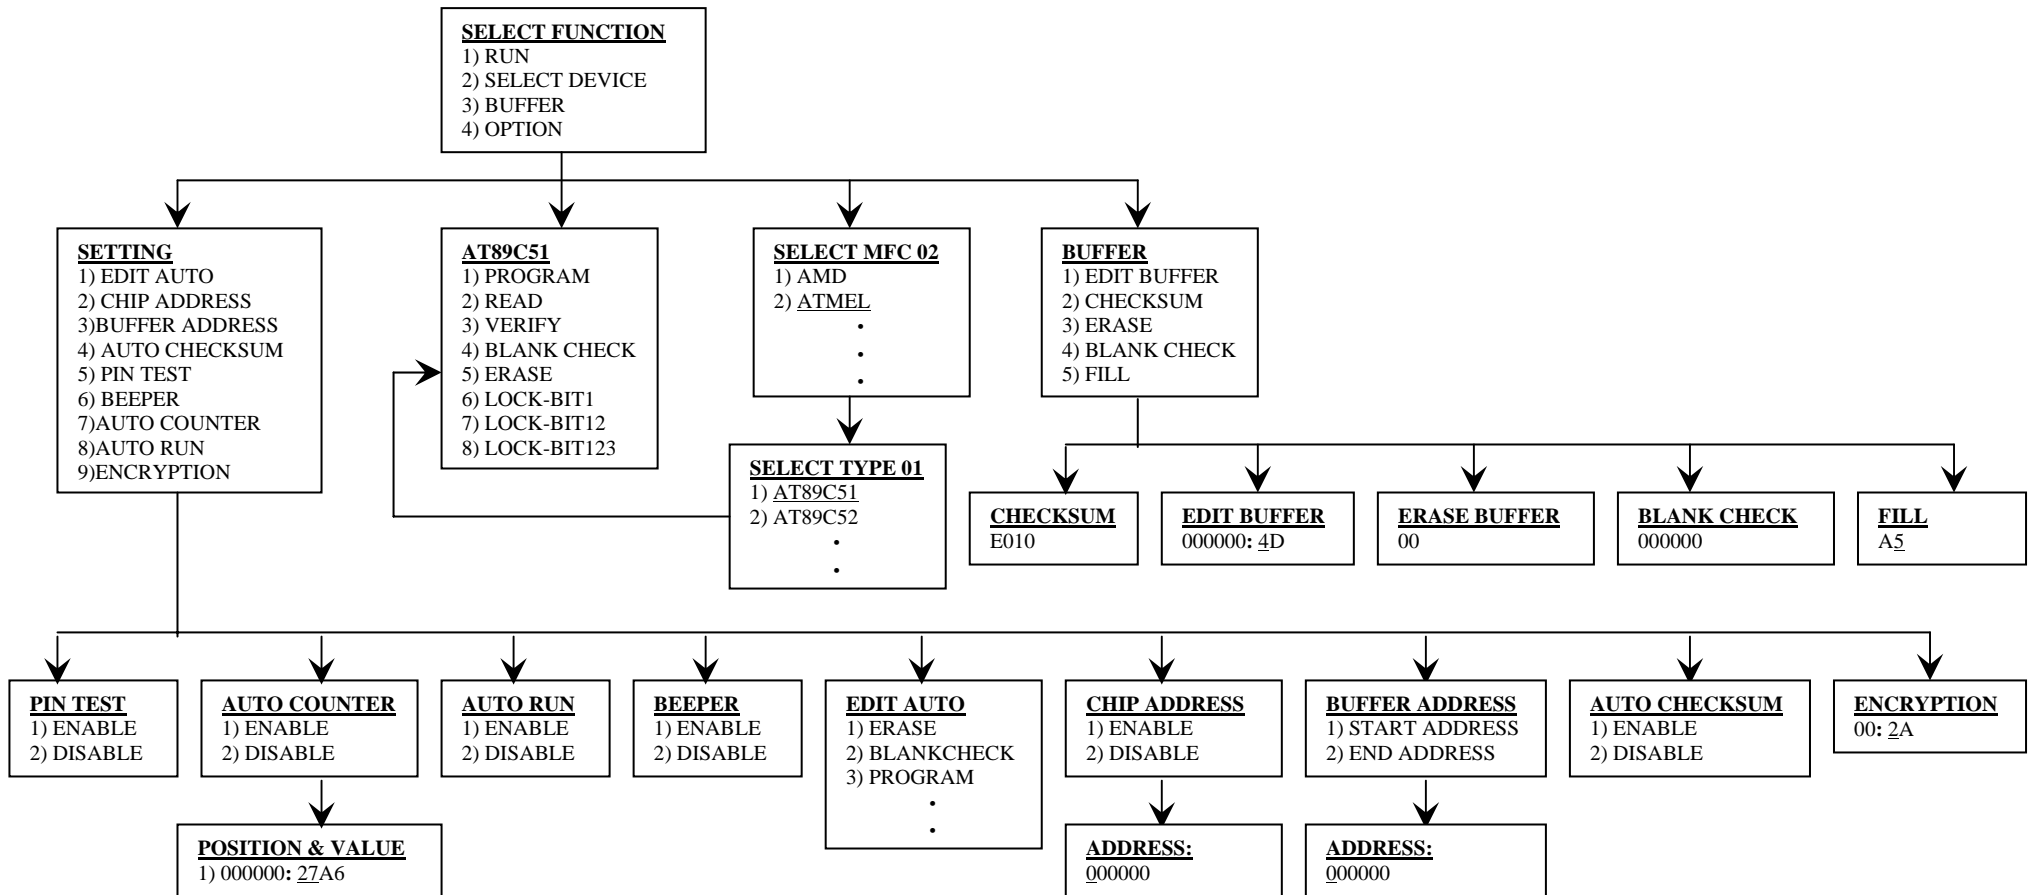 SELECT FUNCTION
1) RUN
2) SELECT DEVICE
3) BUFFER
4) OPTION
SETTING
1) EDIT AUTO
2) CHIP ADDRESS
3)BUFFER ADDRESS
4) AUTO CHECKSUM
5) PIN TEST
6) BEEPER
7)AUTO COUNTER
8)AUTO RUN
9)ENCRYPTION
AT89C51
1) PROGRAM
2) READ
3) VERIFY
4) BLANK CHECK
5) ERASE
6) LOCK-BIT1
7) LOCK-BIT12
8) LOCK-BIT123
SELECT MFC 02
1) AMD
2) ATMEL
SELECT TYPE 01
1) AT89C51
2) AT89C52
BUFFER
1) EDIT BUFFER
2) CHECKSUM
3) ERASE
4) BLANK CHECK
5) FILL
CHECKSUM
E010
EDIT BUFFER
000000: 4D
ERASE BUFFER
00
BLANK CHECK
000000
FILL
A5
PIN TEST
1) ENABLE
2) DISABLE
AUTO COUNTER
1) ENABLE
2) DISABLE
POSITION & VALUE
1) 000000: 27A6
AUTO RUN
1) ENABLE
2) DISABLE
BEEPER
1) ENABLE
2) DISABLE
EDIT AUTO
1) ERASE
2) BLANKCHECK
3) PROGRAM
CHIP ADDRESS
1) ENABLE
2) DISABLE
ADDRESS:
000000
BUFFER ADDRESS
1) START ADDRESS
2) END ADDRESS
ADDRESS:
000000
AUTO CHECKSUM
1) ENABLE
2) DISABLE
ENCRYPTION
00: 2A